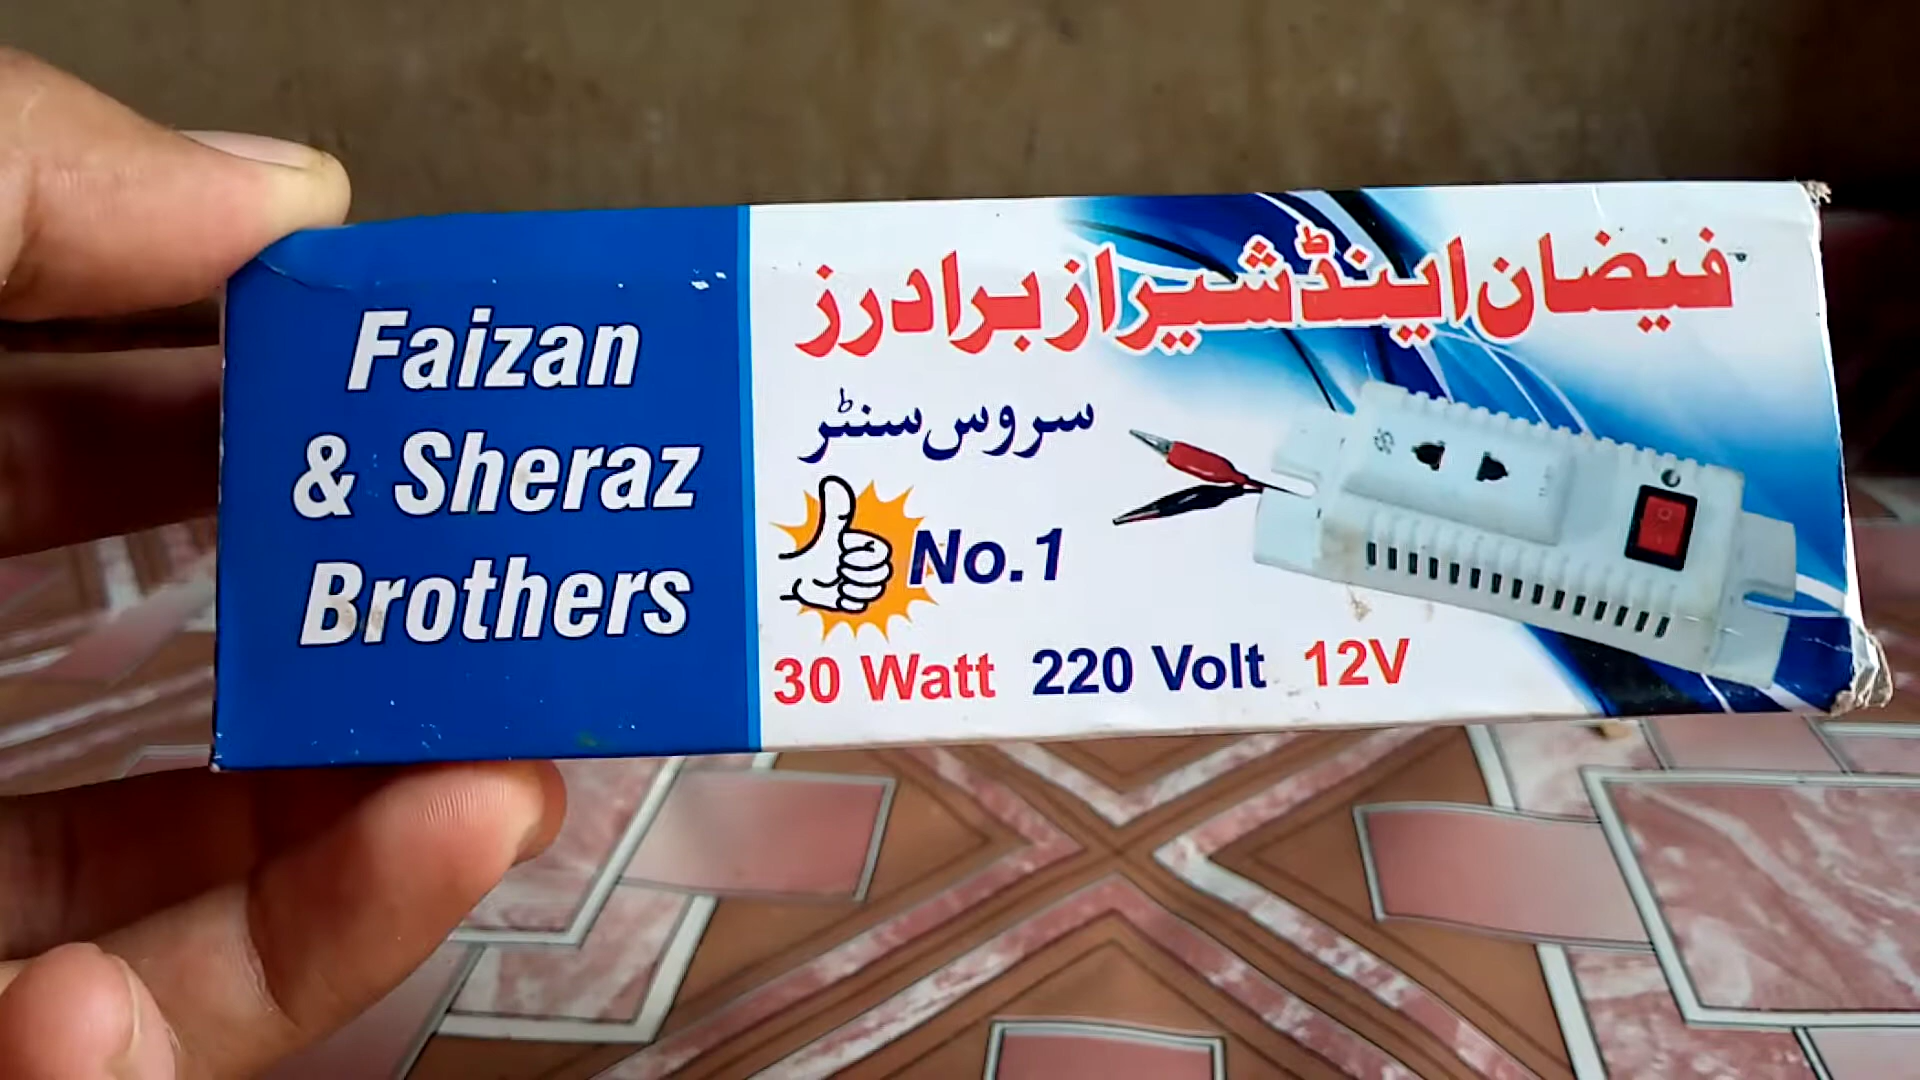 Faizan
& Sheraz
Brothers
فیضان اینڈ شیراز برادرز
سروس سنٹر
No.1
30 Watt 220 Volt 12V